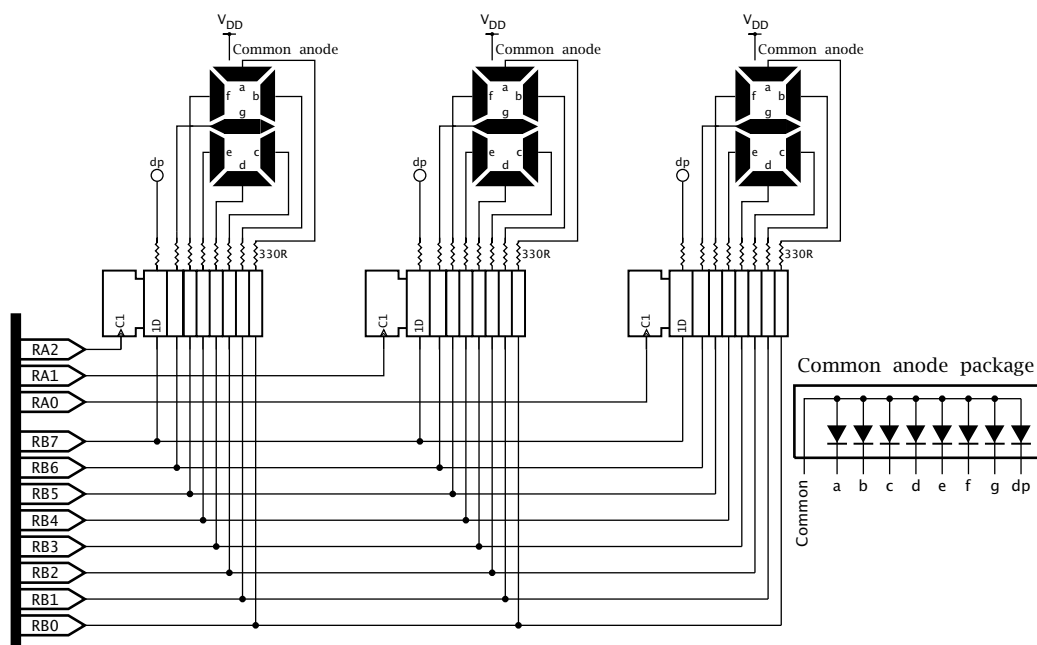 VDD VDD VDD
Common anode Common anode Common anode
a a a
f b f b f b
g g g
e c e c e c
d d d
dp dp dp
330R 330R 330R
C1 1D C1 1D C1 1D
RA2
RA1
RA0
RB7
RB6
RB5
RB4
RB3
RB2
RB1
RB0
Common anode package
Common a b c d e f g dp